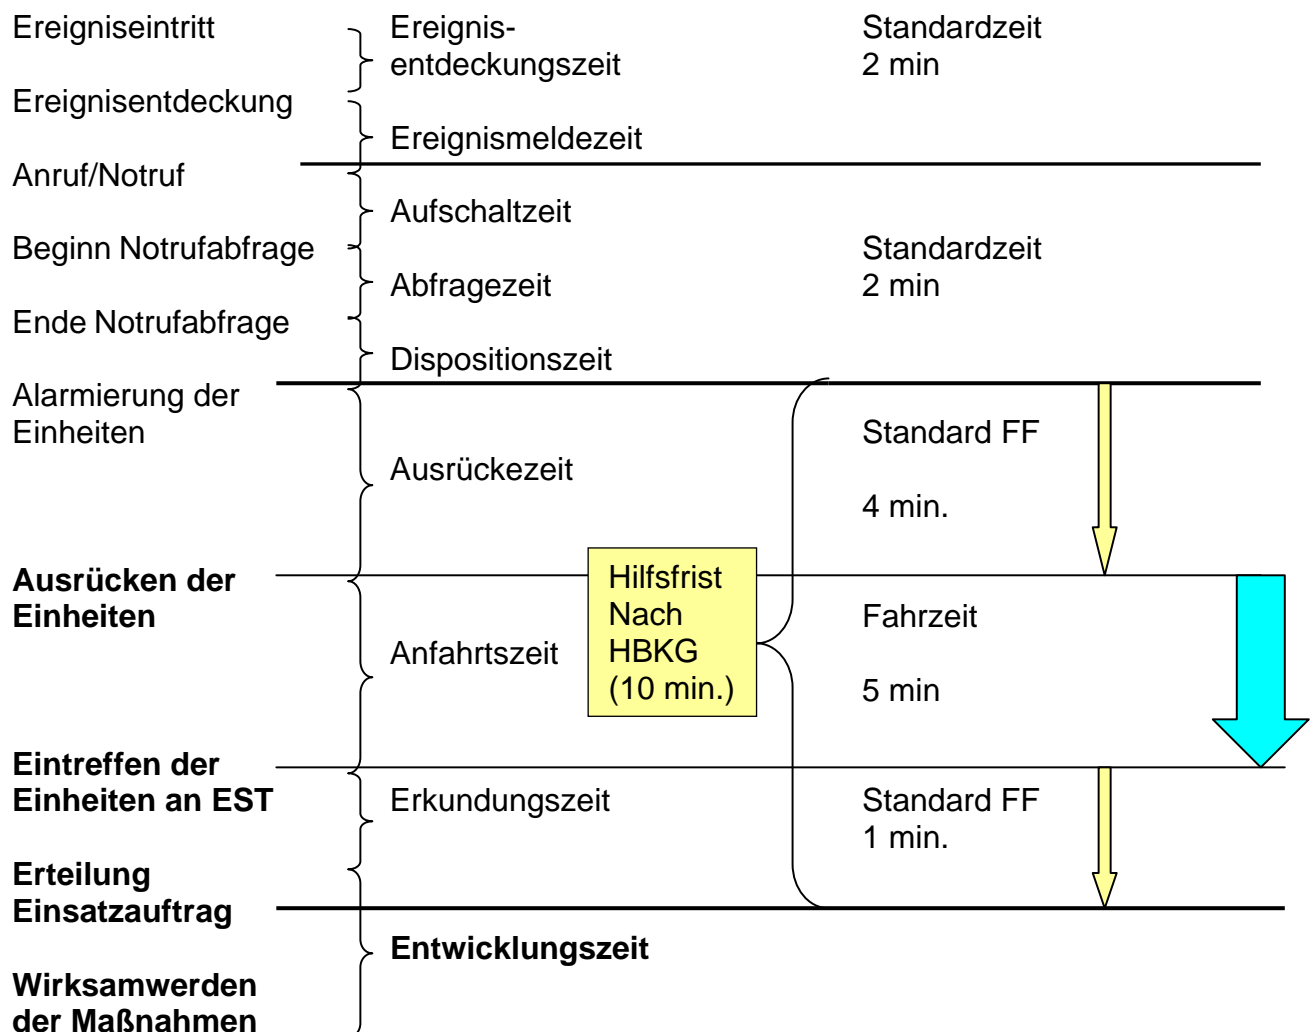 Ereigniseintritt
Ereignis-
entdeckungszeit
Standardzeit
2 min
Ereignisentdeckung
Ereignismeldezeit
Anruf/Notruf
Aufschaltzeit
Beginn Notrufabfrage
Standardzeit
2 min
Abfragezeit
Ende Notrufabfrage
Dispositionszeit
Alarmierung der
Einheiten
Standard FF
4 min.
Ausrückezeit
Ausrücken der
Einheiten
Hilfsfrist
Nach
HBKG
(10 min.)
Fahrzeit
5 min
Anfahrtszeit
Eintreffen der
Einheiten an EST
Erkundungszeit
Standard FF
1 min.
Erteilung
Einsatzauftrag
Entwicklungszeit
Wirksamwerden
der Maßnahmen